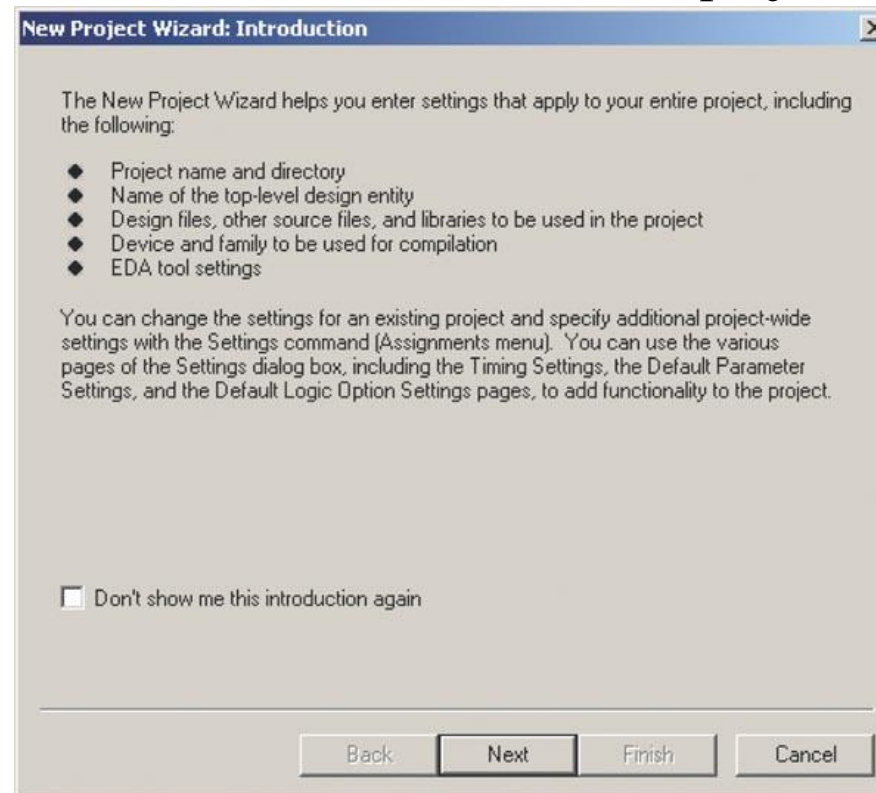 New Project Wizard: Introduction
The New Project Wizard helps you enter settings that apply to your entire project, including
the following:
◆ Project name and directory
◆ Name of the top-level design entity
◆ Design files, other source files, and libraries to be used in the project
◆ Device and family to be used for compilation
◆ EDA tool settings
You can change the settings for an existing project and specify additional project-wide
settings with the Settings command (Assignments menu). You can use the various
pages of the Settings dialog box, including the Timing Settings, the Default Parameter
Settings, and the Default Logic Option Settings pages, to add functionality to the project.
Don't show me this introduction again
Back Next Finish Cancel